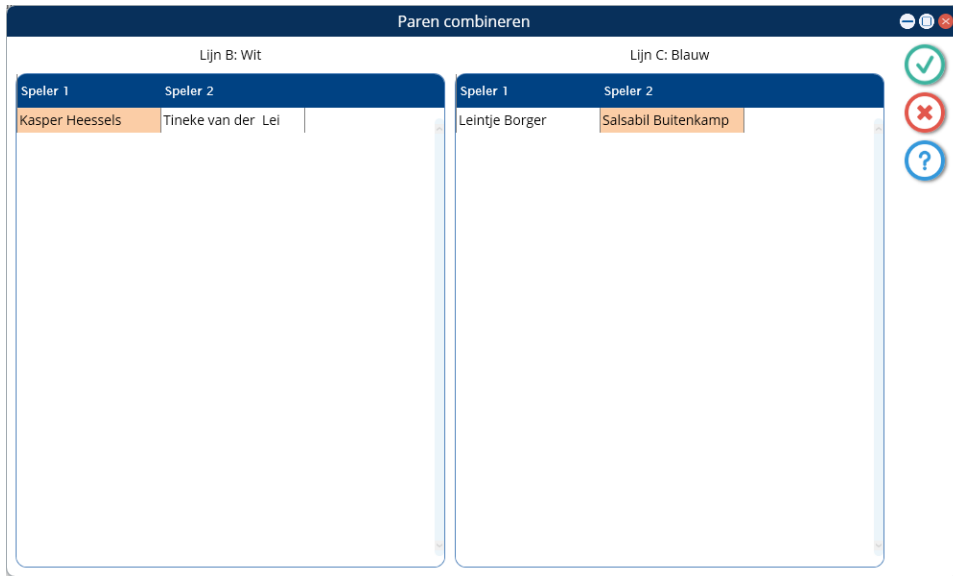 Paren combineren
Lijn B: Wit
Lijn C: Blauw
Speler 1 Speler 2
Speler 1 Speler 2
Kasper Heessels Tineke van der  Lei
Leintje Borger Salsabil Buitenkamp
?